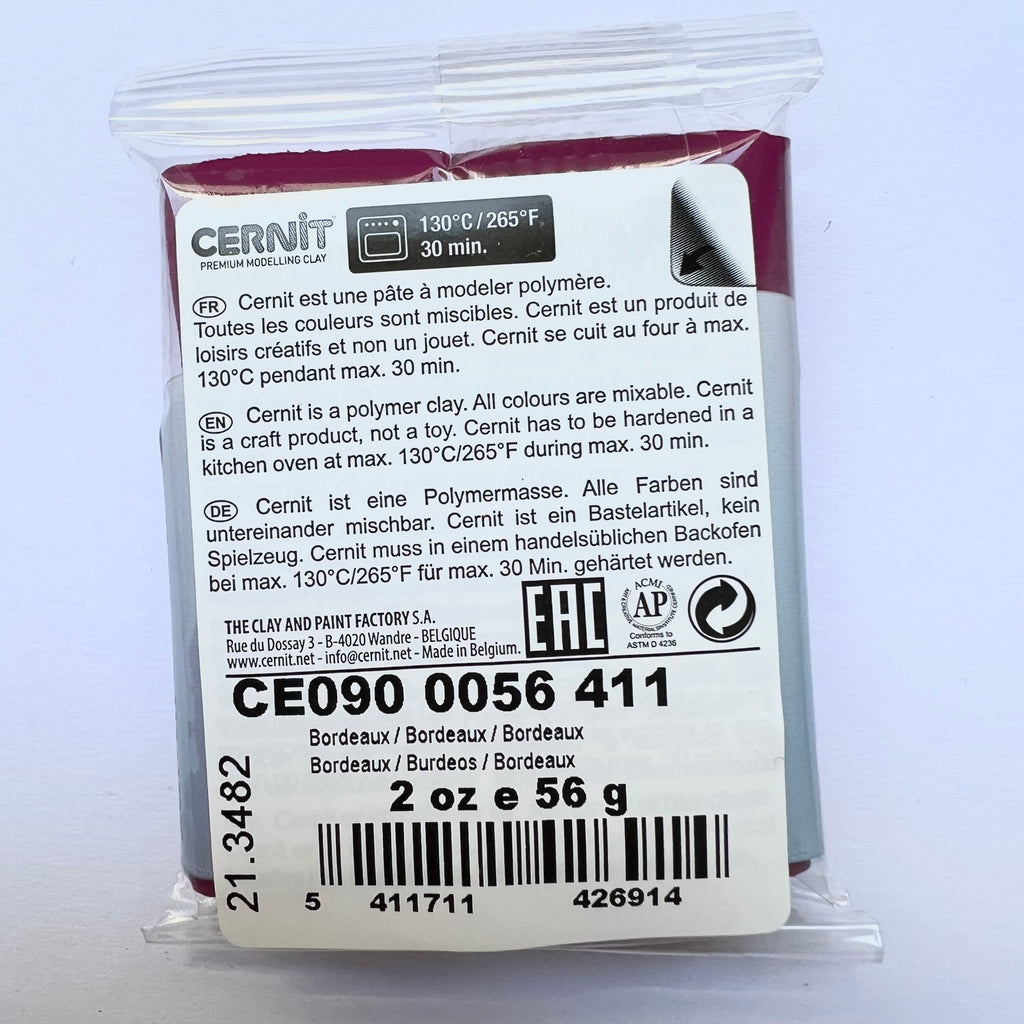 CERNIT
PREMIUM MODELLING CLAY
130°C / 265°F
30 min.
FR Cernit est une pâte à modeler polymère.
Toutes les couleurs sont miscibles. Cernit est un produit de
loisirs créatifs et non un jouet. Cernit se cuit au four à max.
130°C pendant max. 30 min.
EN Cernit is a polymer clay. All colours are mixable. Cernit
is a craft product, not a toy. Cernit has to be hardened in a
kitchen oven at max. 130°C/265°F during max. 30 min.
DE Cernit ist eine Polymermasse. Alle Farben sind
untereinander mischbar. Cernit ist ein Bastelartikel, kein
Spielzeug. Cernit muss in einem handelsüblichen Backofen
bei max. 130°C/265°F für max. 30 Min. gehärtet werden.
THE CLAY AND PAINT FACTORY S.A.
Rue du Dossay 3 - B-4020 Wandre - BELGIQUE
www.cernit.net - info@cernit.net - Made in Belgium.
EAC
ACMI
AP
Conforms to
ASTM D 4236
CE090 0056 411
Bordeaux / Bordeaux / Bordeaux
Bordeaux / Burdeos / Bordeaux
2 oz e 56 g
21.3482
5 411711 426914